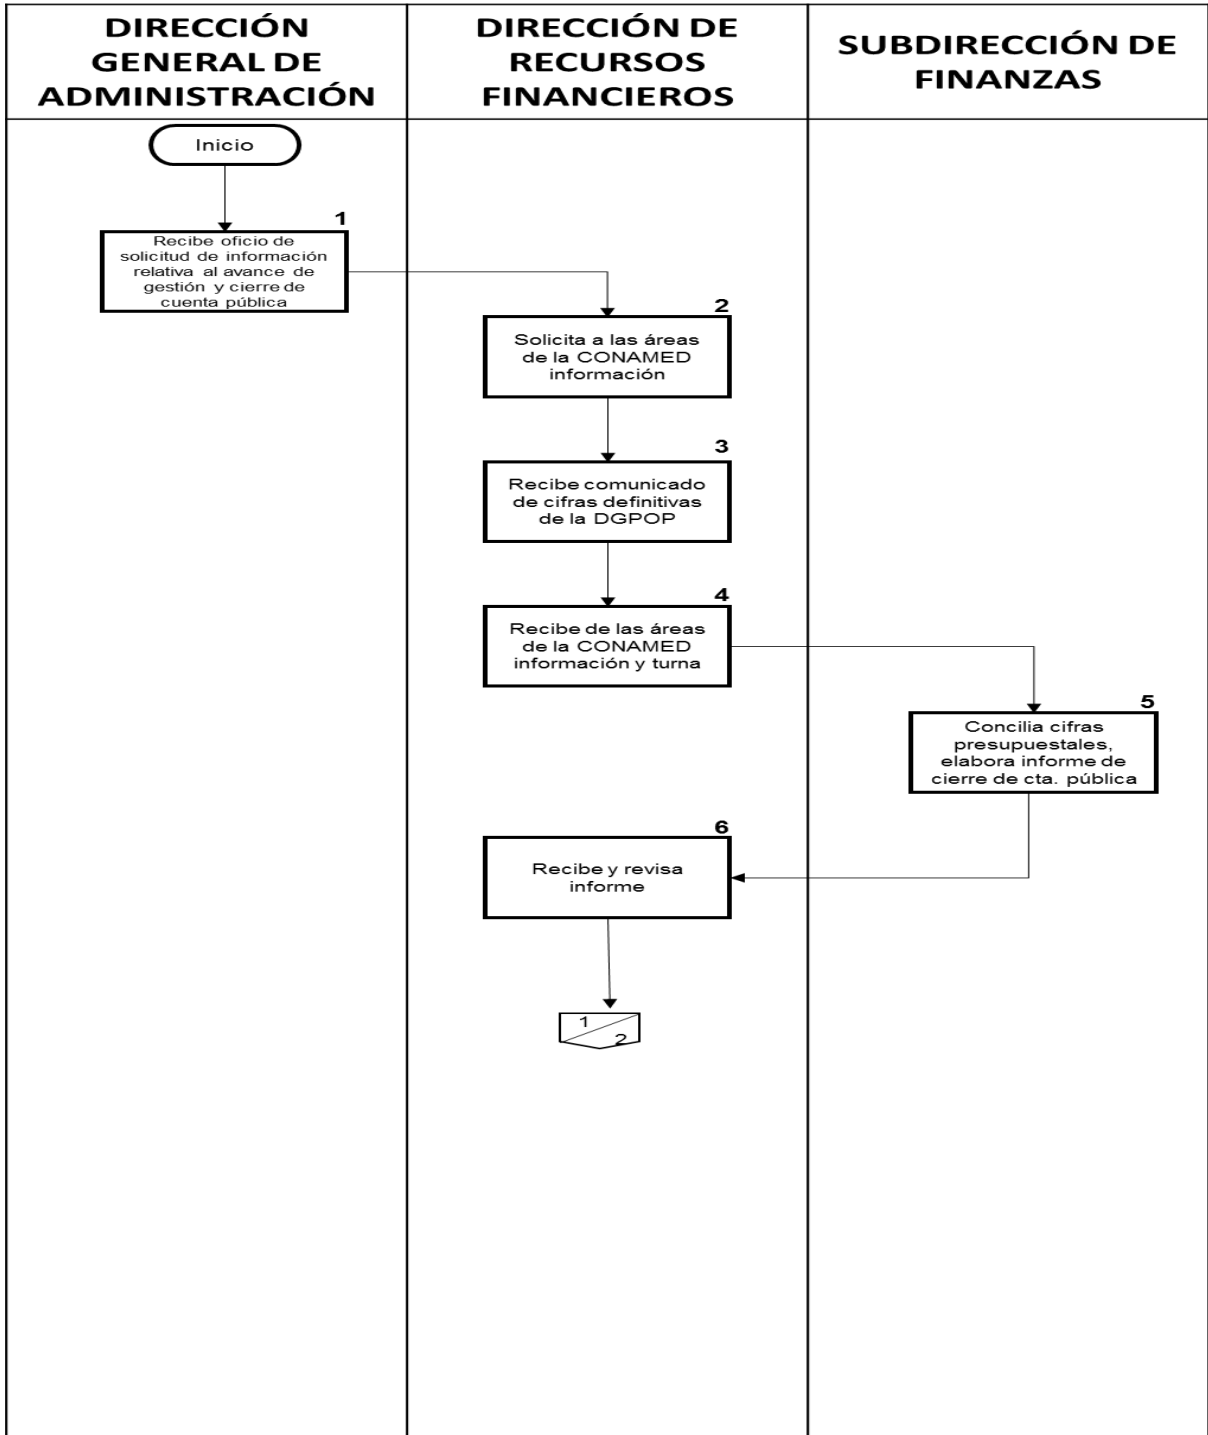 DIRECCIÓN
GENERAL DE
ADMINISTRACIÓN
DIRECCIÓN DE
RECURSOS
FINANCIEROS
SUBDIRECCIÓN DE
FINANZAS
Inicio
1
Recibe oficio de
solicitud de información
relativa al avance de
gestión y cierre de
cuenta pública
2
Solicita a las áreas
de la CONAMED
información
3
Recibe comunicado
de cifras definitivas
de la DGPOP
4
Recibe de las áreas
de la CONAMED
información y turna
5
Concilia cifras
presupuestales,
elabora informe de
cierre de cta. pública
6
Recibe y revisa
informe
1
2